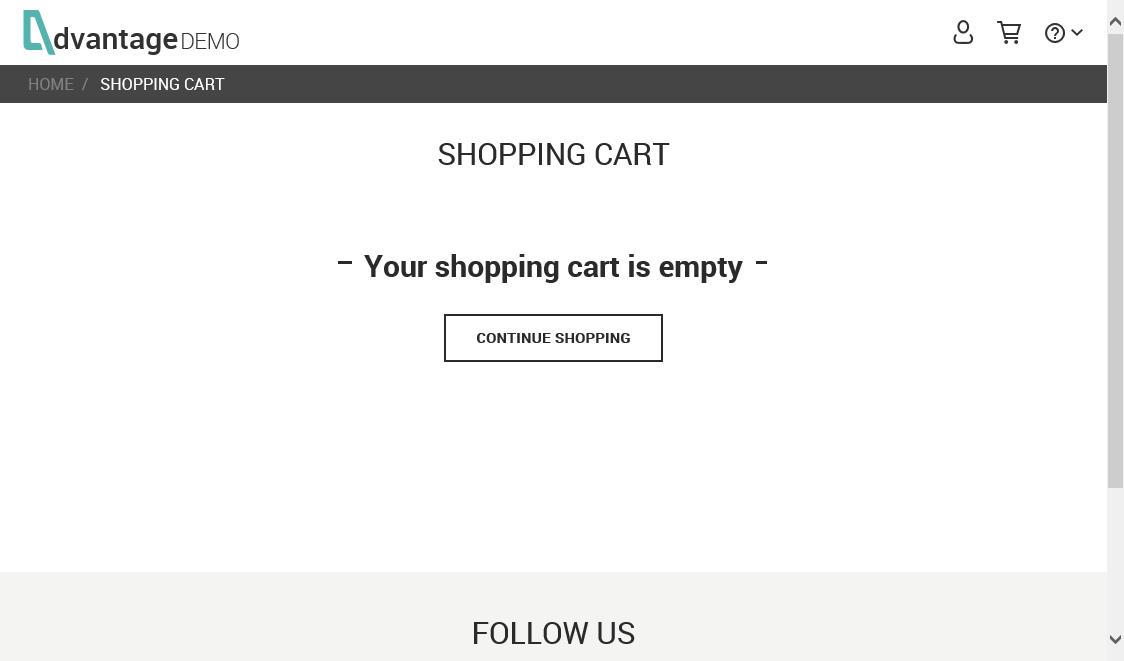 dvantage DEMO
HOME / SHOPPING CART
SHOPPING CART
- Your shopping cart is empty -
CONTINUE SHOPPING
FOLLOW US